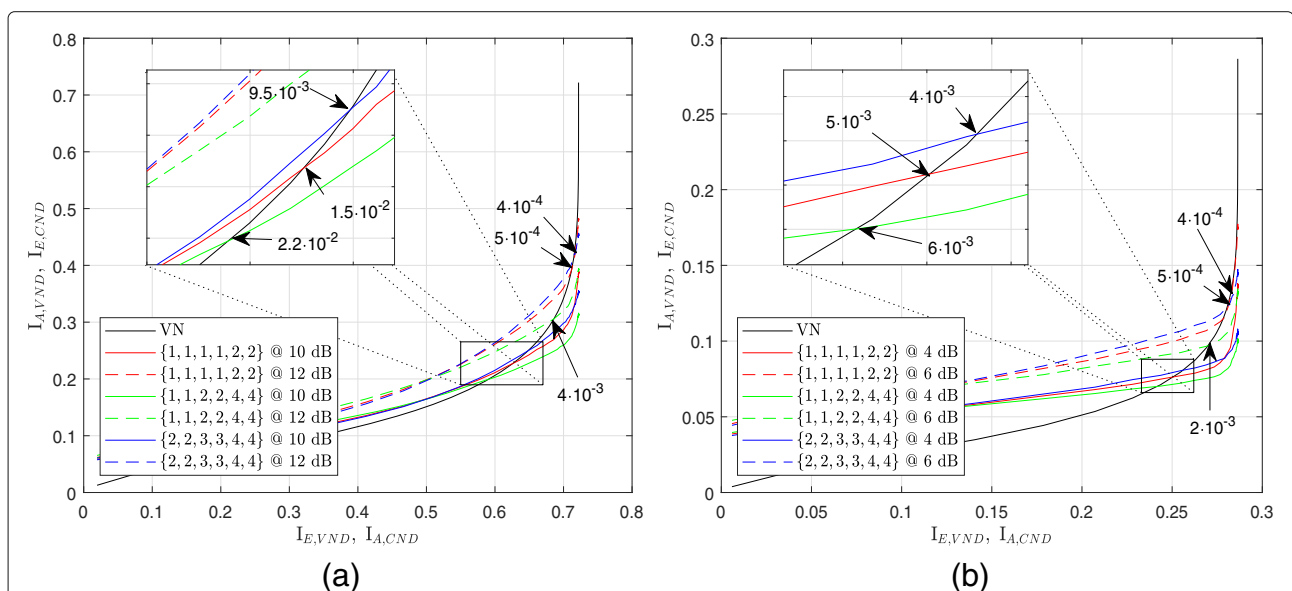 0.8
0.7
0.6
0.5
0.4
0.3
0.2
0.1
0
I_{A,VND}, I_{E,CND}
9.5·10^{-3}
1.5·10^{-2}
2.2·10^{-2}
4·10^{-4}
5·10^{-4}
4·10^{-3}
VN
{1,1,1,1,2,2} @ 10 dB
{1,1,1,1,2,2} @ 12 dB
{1,1,2,2,4,4} @ 10 dB
{1,1,2,2,4,4} @ 12 dB
{2,2,3,3,4,4} @ 10 dB
{2,2,3,3,4,4} @ 12 dB
0 0.1 0.2 0.3 0.4 0.5 0.6 0.7 0.8
I_{E,VND}, I_{A,CND}
(a)
0.3
0.25
0.2
0.15
0.1
0.05
0
I_{A,VND}, I_{E,CND}
4·10^{-3}
5·10^{-3}
6·10^{-3}
4·10^{-4}
5·10^{-4}
2·10^{-3}
VN
{1,1,1,1,2,2} @ 4 dB
{1,1,1,1,2,2} @ 6 dB
{1,1,2,2,4,4} @ 4 dB
{1,1,2,2,4,4} @ 6 dB
{2,2,3,3,4,4} @ 4 dB
{2,2,3,3,4,4} @ 6 dB
0 0.05 0.1 0.15 0.2 0.25 0.3
I_{E,VND}, I_{A,CND}
(b)